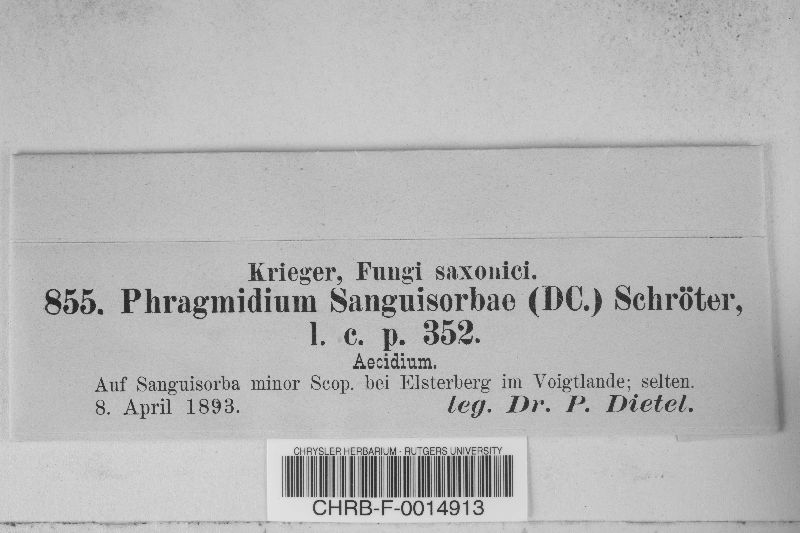 Krieger, Fungi saxonici.
855. Phragmidium Sanguisorbae (DC.) Schröter,
l. c. p. 352.
Aecidium.
Auf Sanguisorba minor Scop. bei Elsterberg im Voigtlande; selten.
8. April 1893. leg. Dr. P. Dietel.
CHRYSLER HERBARIUM - RUTGERS UNIVERSITY
CHRB-F-0014913